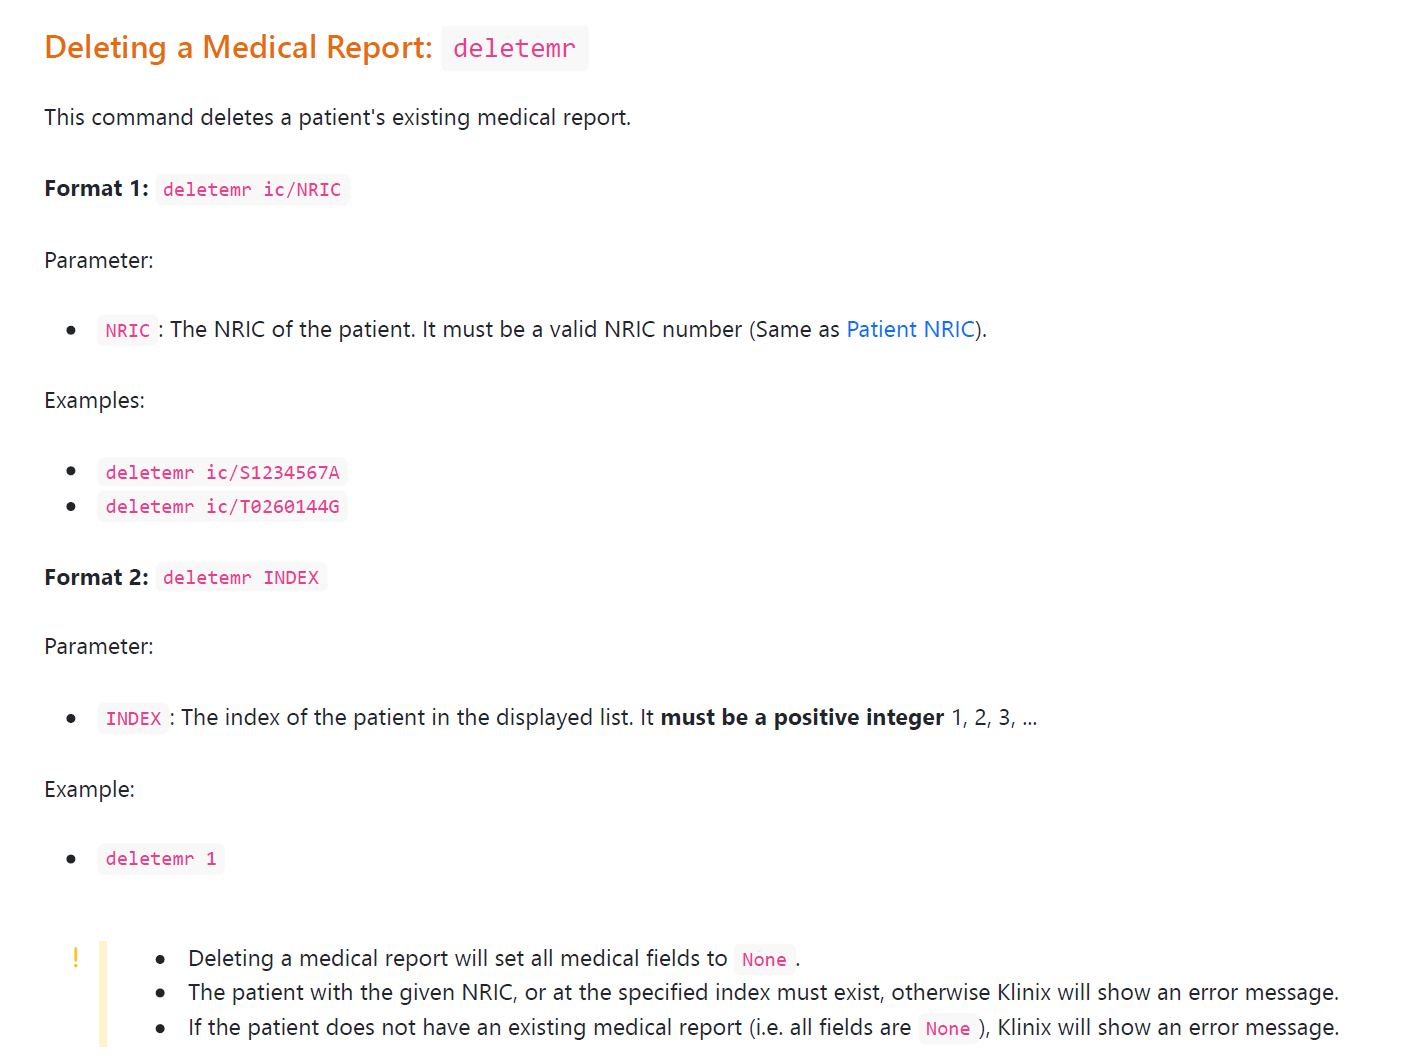 Deleting a Medical Report: deletemr
This command deletes a patient's existing medical report.
Format 1: deletemr ic/NRIC
Parameter:
• NRIC : The NRIC of the patient. It must be a valid NRIC number (Same as Patient NRIC).
Examples:
• deletemr ic/S1234567A
• deletemr ic/T0260144G
Format 2: deletemr INDEX
Parameter:
• INDEX : The index of the patient in the displayed list. It must be a positive integer 1, 2, 3, ...
Example:
• deletemr 1
! • Deleting a medical report will set all medical fields to None .
• The patient with the given NRIC, or at the specified index must exist, otherwise Klinix will show an error message.
• If the patient does not have an existing medical report (i.e. all fields are None ), Klinix will show an error message.